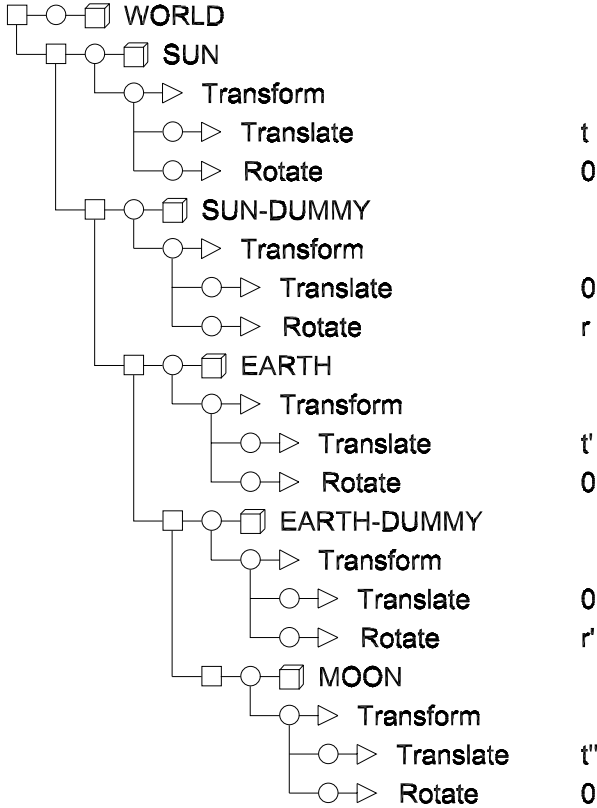 WORLD
SUN
Transform
Translate t
Rotate 0
SUN-DUMMY
Transform
Translate 0
Rotate r
EARTH
Transform
Translate t'
Rotate 0
EARTH-DUMMY
Transform
Translate 0
Rotate r'
MOON
Transform
Translate t"
Rotate 0